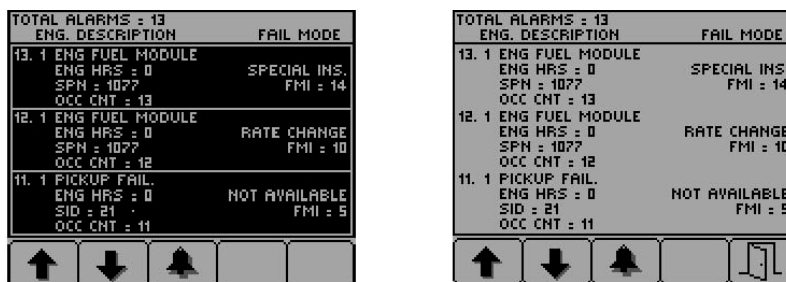 TOTAL ALARMS : 13
ENG. DESCRIPTION FAIL MODE
13. 1 ENG FUEL MODULE
ENG HRS : 0 SPECIAL INS.
SPN : 1077 FMI : 14
OCC CNT : 13
12. 1 ENG FUEL MODULE
ENG HRS : 0 RATE CHANGE
SPN : 1077 FMI : 10
OCC CNT : 12
11. 1 PICKUP FAIL.
ENG HRS : 0 NOT AVAILABLE
SID : 21 FMI : 5
OCC CNT : 11
TOTAL ALARMS : 13
ENG. DESCRIPTION FAIL MODE
13. 1 ENG FUEL MODULE
ENG HRS : 0 SPECIAL INS
SPN : 1077 FMI : 14
OCC CNT : 13
12. 1 ENG FUEL MODULE
ENG HRS : 0 RATE CHANGE
SPN : 1077 FMI : 10
OCC CNT : 12
11. 1 PICKUP FAIL.
ENG HRS : 0 NOT AVAILABLE
SID : 21 FMI : 5
OCC CNT : 11